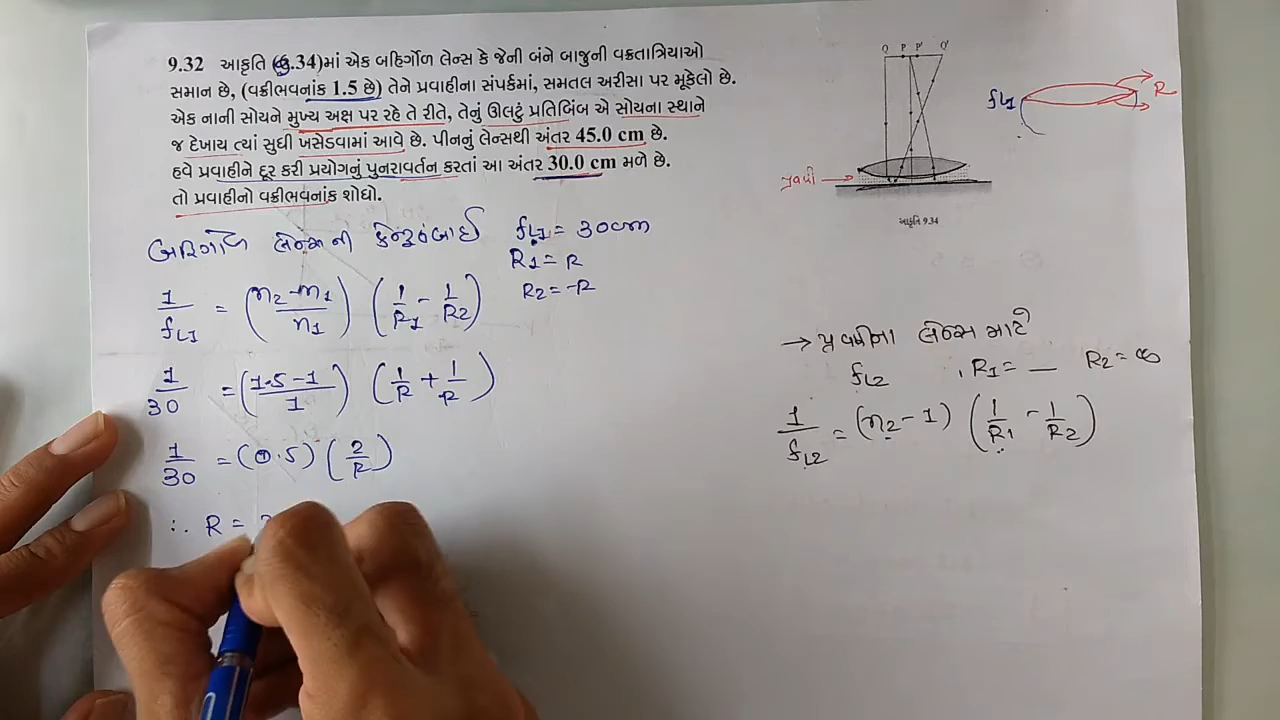 9.32 આકૃતિ (9.34)માં એક બહિર્ગોળ લેન્સ કે જેની બંને બાજુની વક્રતાત્રિયાઓ
સમાન છે, (વક્રીભવનાંક 1.5 છે) તેને પ્રવાહીના સંપર્કમાં, સમતલ અરીસા પર મૂકેલો છે.
એક નાની સોયને મુખ્ય અક્ષ પર રહે તે રીતે, તેનું ઊલટું પ્રતિબિંબ એ સોયના સ્થાને
જ દેખાય ત્યાં સુધી ખસેડવામાં આવે છે. પીનનું લેન્સથી અંતર 45.0 cm છે.
હવે પ્રવાહીને દૂર કરી પ્રયોગનું પુનરાવર્તન કરતાં આ અંતર 30.0 cm મળે છે.
તો પ્રવાહીનો વક્રીભવનાંક શોધો.
Q P P' Q'
પ્રવાહી
આકૃતિ 9.34
fL1 R
બહિર્ગોળ લેન્સની કેન્દ્રલંબાઈ fL1 = 30cm
R1 = R
R2 = -R
1/fL1 = (n2-n1/n1) (1/R1 - 1/R2)
1/30 = (1.5-1/1) (1/R + 1/R)
1/30 = (0.5) (2/R)
∴ R =
→ પ્રવાહીના લેન્સ માટે
fL2 , R1 = _ R2 = ∞
1/fL2 = (n2 - 1) (1/R1 - 1/R2)